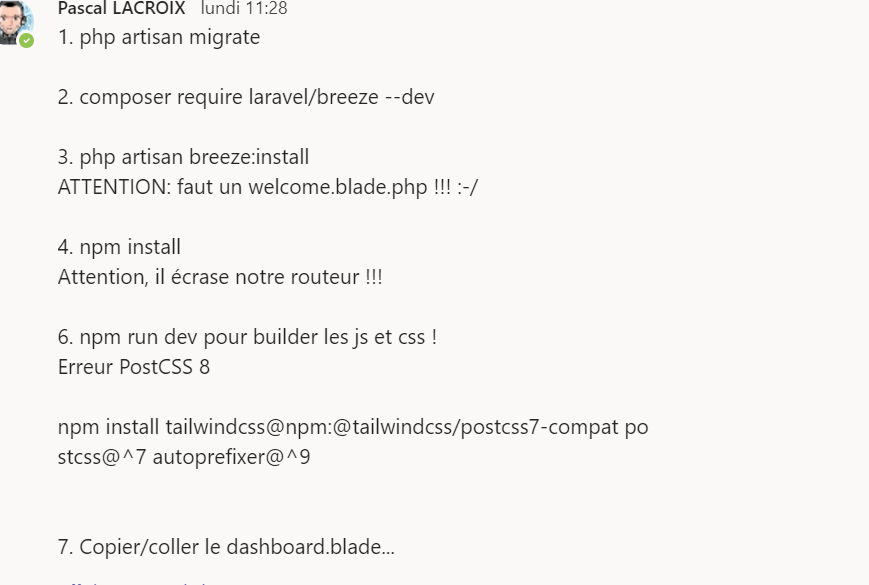 Pascal LACROIX lundi 11:28
1. php artisan migrate
2. composer require laravel/breeze --dev
3. php artisan breeze:install
ATTENTION: faut un welcome.blade.php !!! :-/
4. npm install
Attention, il écrase notre routeur !!!
6. npm run dev pour builder les js et css !
Erreur PostCSS 8
npm install tailwindcss@npm:@tailwindcss/postcss7-compat po
stcss@^7 autoprefixer@^9
7. Copier/coller le dashboard.blade...